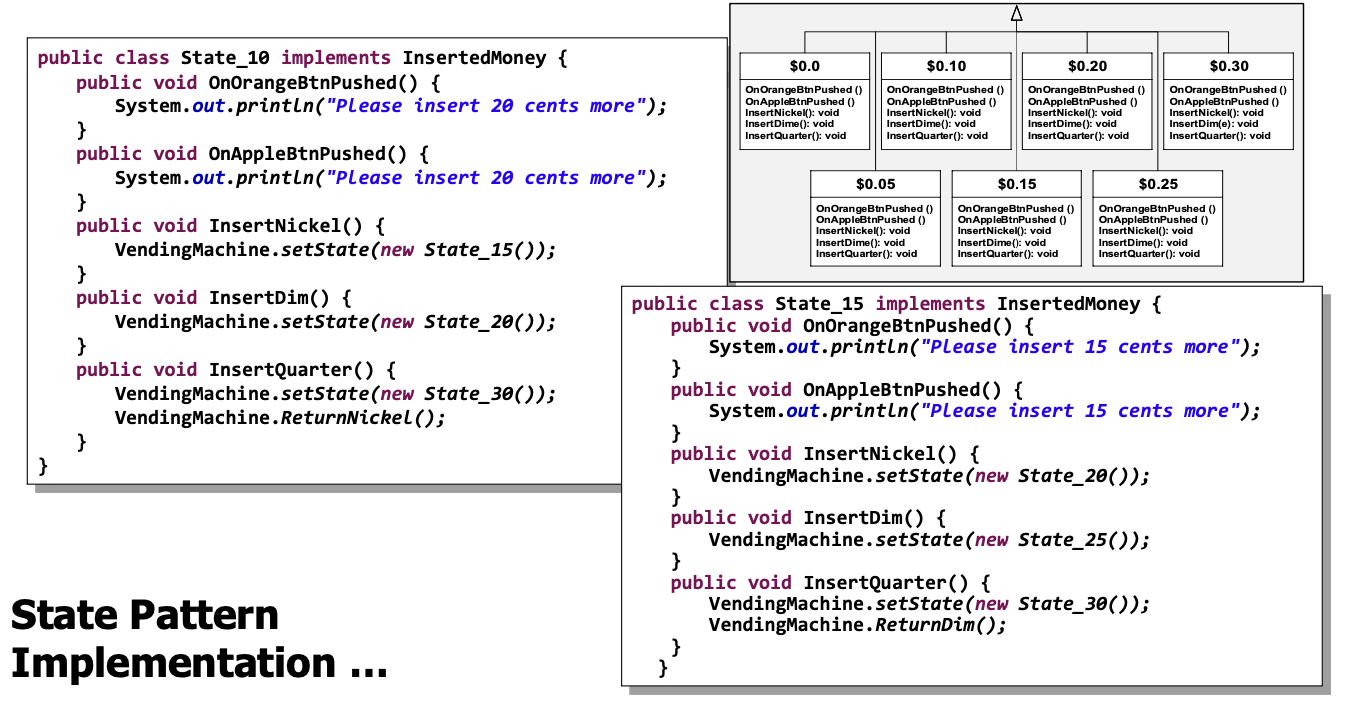 public class State_10 implements InsertedMoney {
public void OnOrangeBtnPushed() {
System.out.println("Please insert 20 cents more");
}
public void OnAppleBtnPushed() {
System.out.println("Please insert 20 cents more");
}
public void InsertNickel() {
VendingMachine.setState(new State_15());
}
public void InsertDim() {
VendingMachine.setState(new State_20());
}
public void InsertQuarter() {
VendingMachine.setState(new State_30());
VendingMachine.ReturnNickel();
}
}
$0.0
OnOrangeBtnPushed ()
OnAppleBtnPushed ()
InsertNickel(): void
InsertDime(): void
InsertQuarter(): void
$0.10
OnOrangeBtnPushed ()
OnAppleBtnPushed ()
InsertNickel(): void
InsertDime(): void
InsertQuarter(): void
$0.20
OnOrangeBtnPushed ()
OnAppleBtnPushed ()
InsertNickel(): void
InsertDime(): void
InsertQuarter(): void
$0.30
OnOrangeBtnPushed ()
OnAppleBtnPushed ()
InsertNickel(): void
InsertDim(e): void
InsertQuarter(): void
$0.05
OnOrangeBtnPushed ()
OnAppleBtnPushed ()
InsertNickel(): void
InsertDime(): void
InsertQuarter(): void
$0.15
OnOrangeBtnPushed ()
OnAppleBtnPushed ()
InsertNickel(): void
InsertDime(): void
InsertQuarter(): void
$0.25
OnOrangeBtnPushed ()
OnAppleBtnPushed ()
InsertNickel(): void
InsertDime(): void
InsertQuarter(): void
public class State_15 implements InsertedMoney {
public void OnOrangeBtnPushed() {
System.out.println("Please insert 15 cents more");
}
public void OnAppleBtnPushed() {
System.out.println("Please insert 15 cents more");
}
public void InsertNickel() {
VendingMachine.setState(new State_20());
}
public void InsertDim() {
VendingMachine.setState(new State_25());
}
public void InsertQuarter() {
VendingMachine.setState(new State_30());
VendingMachine.ReturnDim();
}
}
State Pattern
Implementation ...